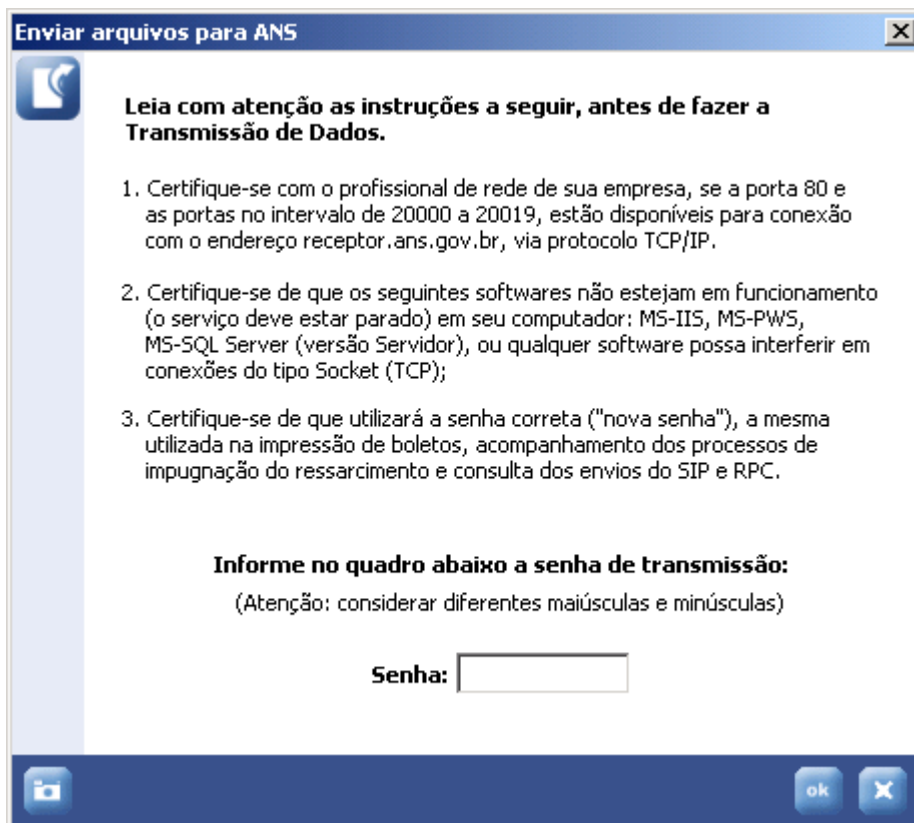 Enviar arquivos para ANS
Leia com atenção as instruções a seguir, antes de fazer a
Transmissão de Dados.
1. Certifique-se com o profissional de rede de sua empresa, se a porta 80 e
as portas no intervalo de 20000 a 20019, estão disponíveis para conexão
com o endereço receptor.ans.gov.br, via protocolo TCP/IP.
2. Certifique-se de que os seguintes softwares não estejam em funcionamento
(o serviço deve estar parado) em seu computador: MS-IIS, MS-PWS,
MS-SQL Server (versão Servidor), ou qualquer software possa interferir em
conexões do tipo Socket (TCP);
3. Certifique-se de que utilizará a senha correta ("nova senha"), a mesma
utilizada na impressão de boletos, acompanhamento dos processos de
impugnação do ressarcimento e consulta dos envios do SIP e RPC.
Informe no quadro abaixo a senha de transmissão:
(Atenção: considerar diferentes maiúsculas e minúsculas)
Senha:
ok